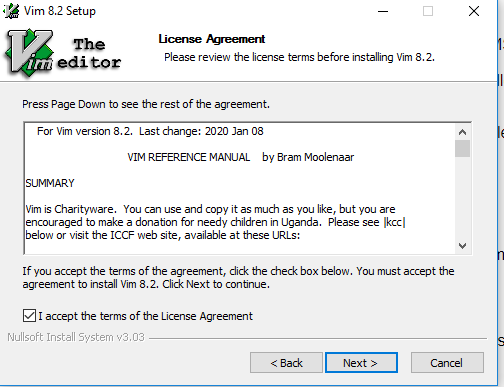 Vim 8.2 Setup
Vim The
editor
License Agreement
Please review the license terms before installing Vim 8.2.
Press Page Down to see the rest of the agreement.
For Vim version 8.2. Last change: 2020 Jan 08
VIM REFERENCE MANUAL by Bram Moolenaar
SUMMARY
Vim is Charityware. You can use and copy it as much as you like, but you are
encouraged to make a donation for needy children in Uganda. Please see |kcc|
below or visit the ICCF web site, available at these URLs:
If you accept the terms of the agreement, click the check box below. You must accept the
agreement to install Vim 8.2. Click Next to continue.
I accept the terms of the License Agreement
Nullsoft Install System v3.03
< Back Next > Cancel